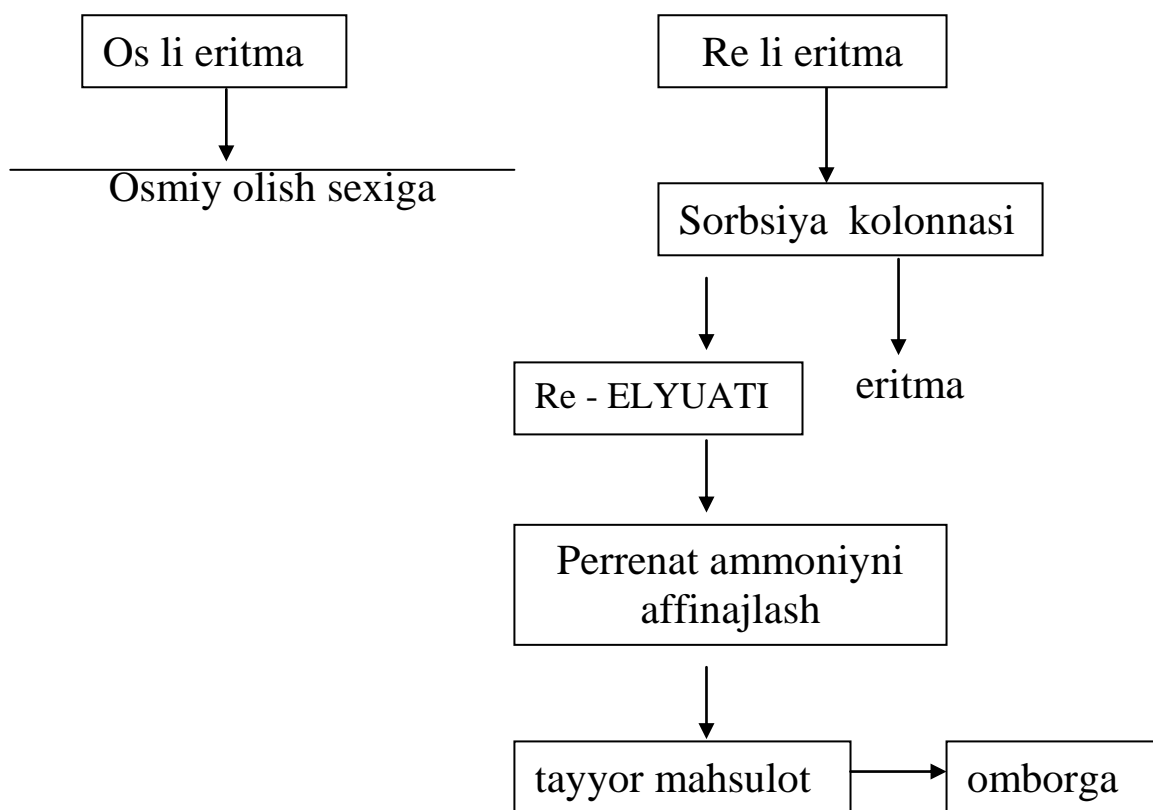 Os li eritma
Re li eritma
Osmiy olish sexiga
Sorbsiya kolonnasi
Re - ELYUATI
eritma
Perrenat ammoniyni
affinajlash
tayyor mahsulot
omborga